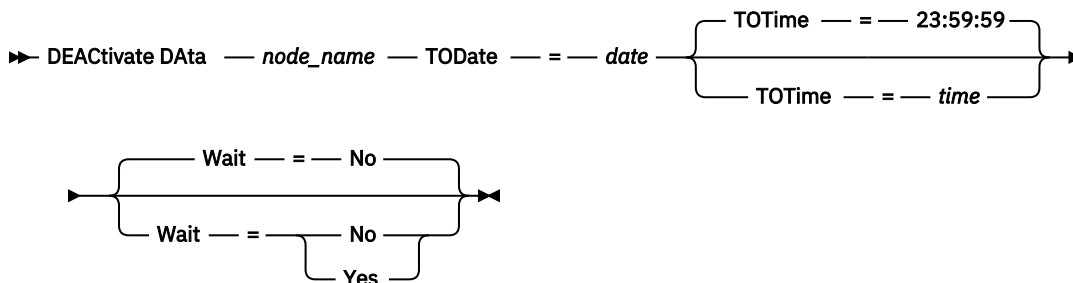 TOTime = 23:59:59
DEACtivate DAta node_name TODate = date
TOTime = time
Wait = No
Wait = No
Yes